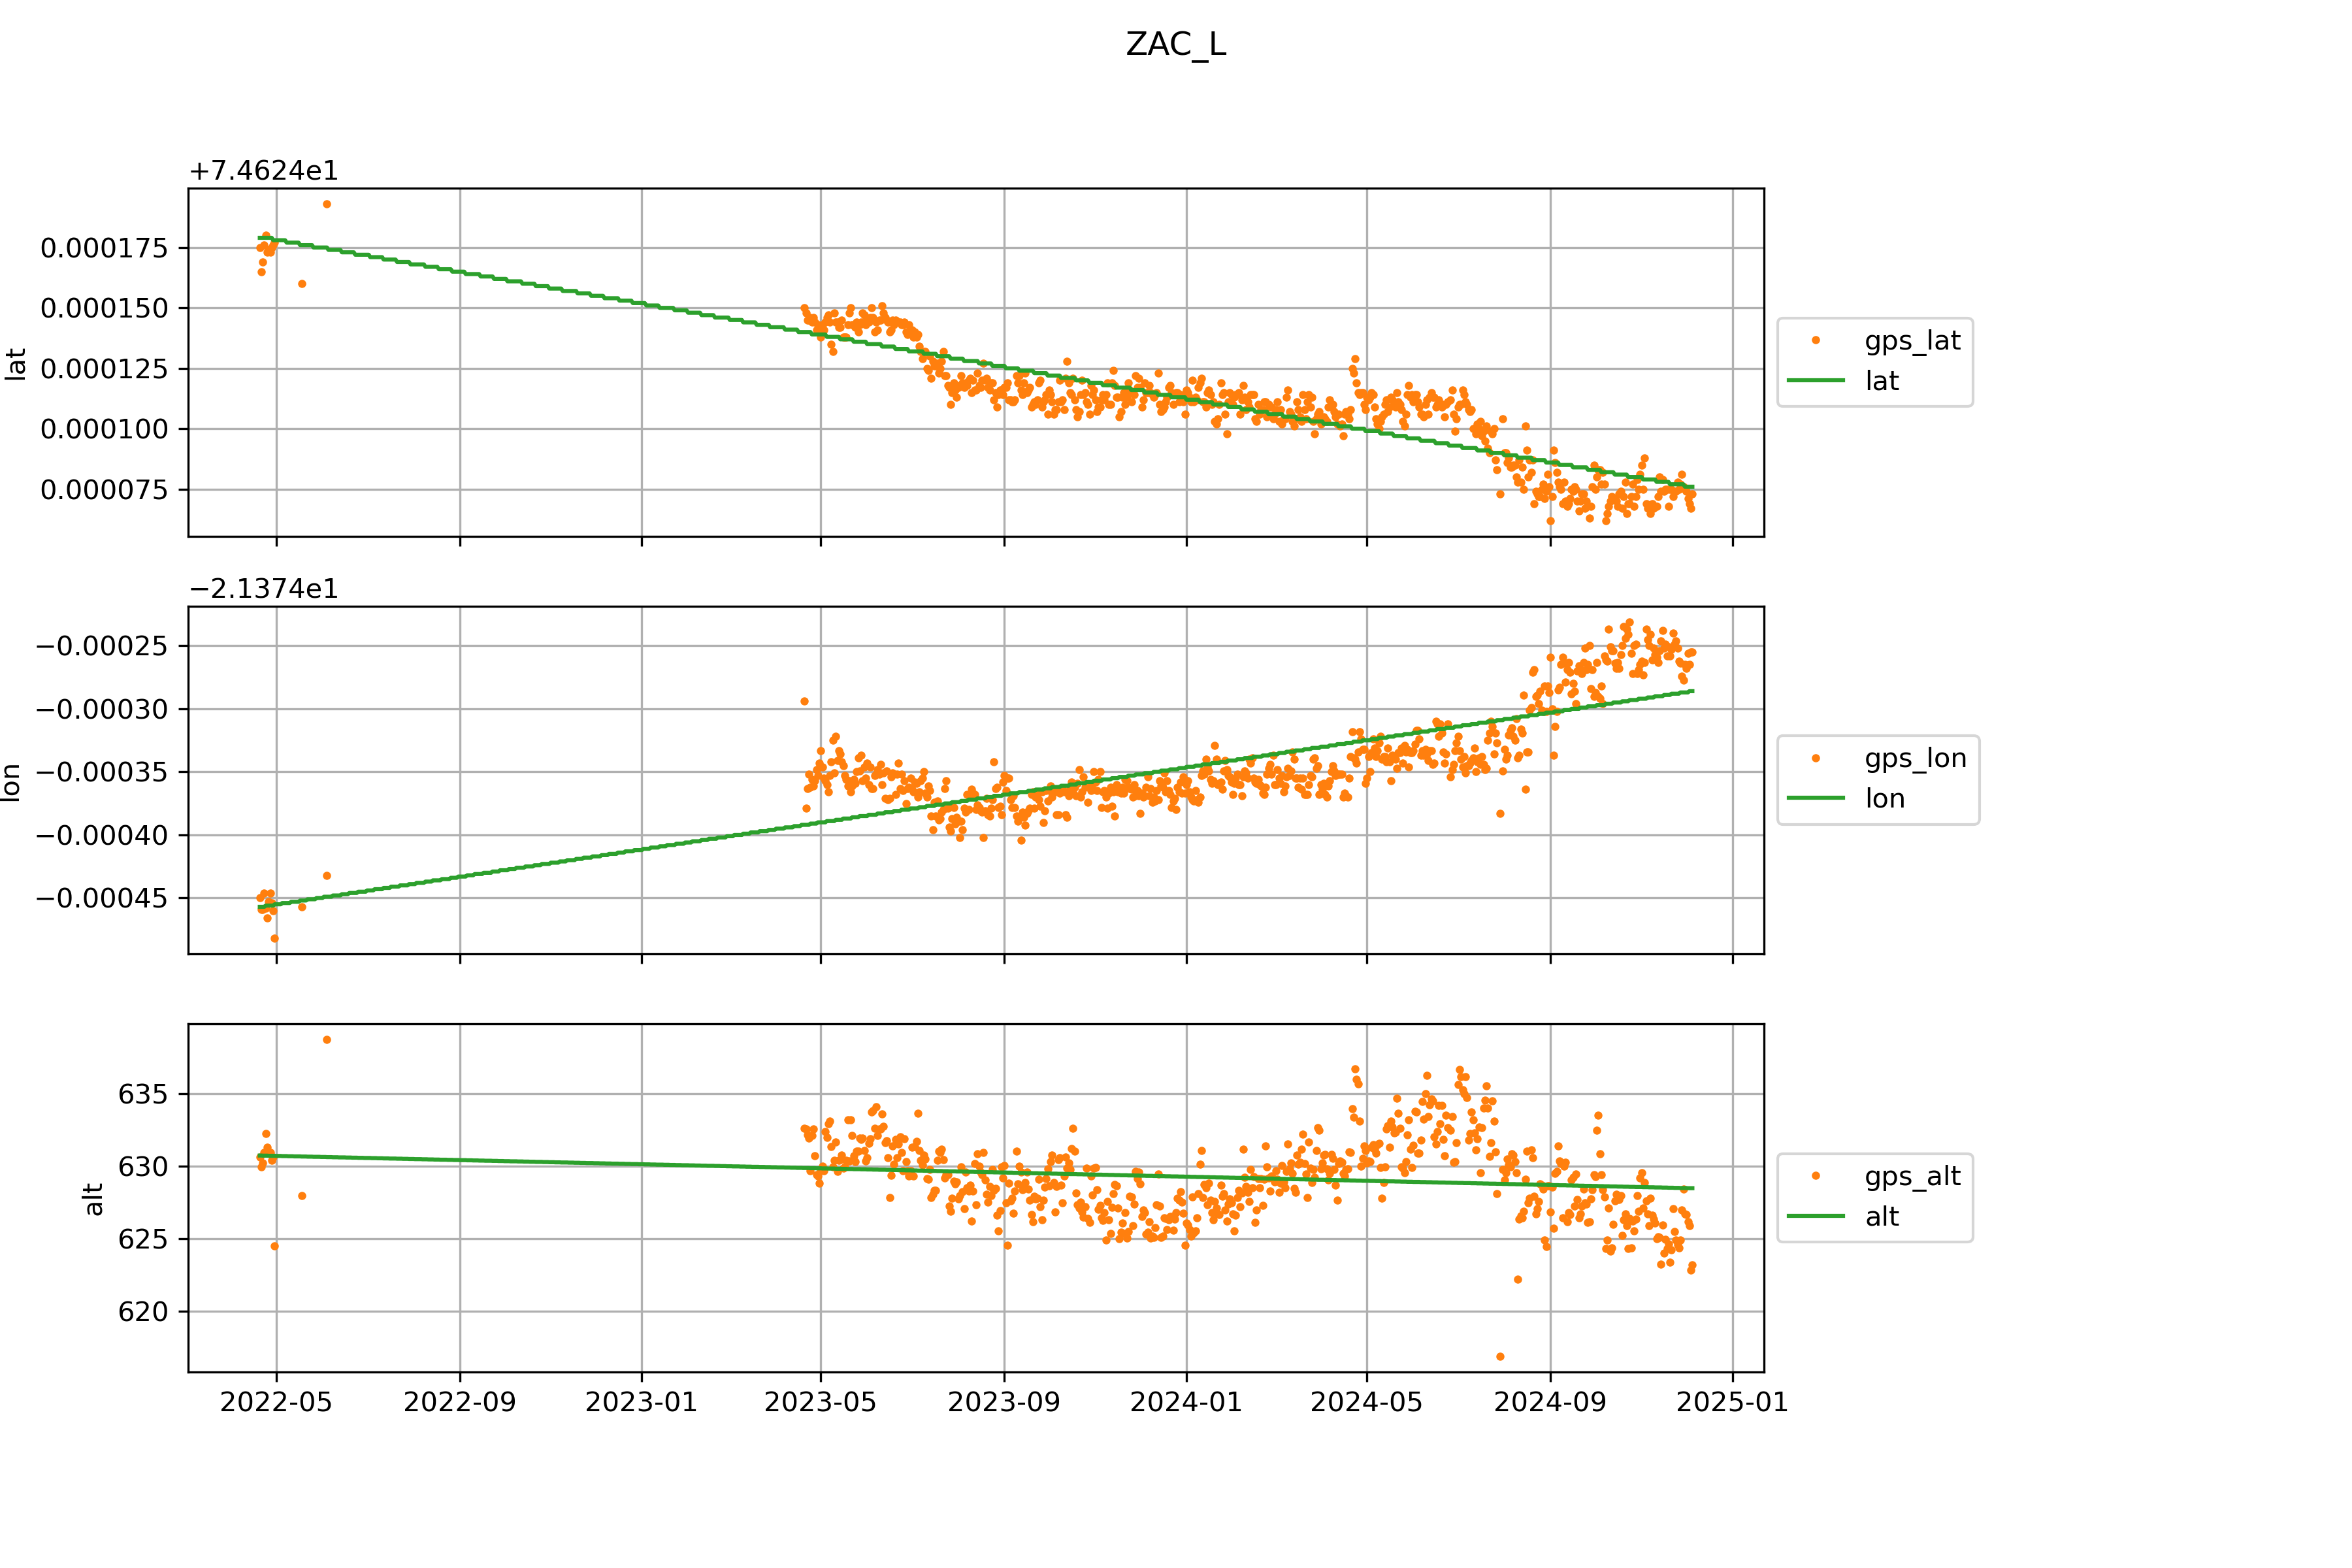 ZAC_L
+7.4624e1
0.000175
0.000150
0.000125
0.000100
0.000075
lat
gps_lat
lat
−2.1374e1
−0.00025
−0.00030
−0.00035
−0.00040
−0.00045
lon
gps_lon
lon
635
630
625
620
alt
gps_alt
alt
2022-05 2022-09 2023-01 2023-05 2023-09 2024-01 2024-05 2024-09 2025-01